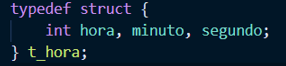 typedef struct {
    int hora, minuto, segundo;
} t_hora;